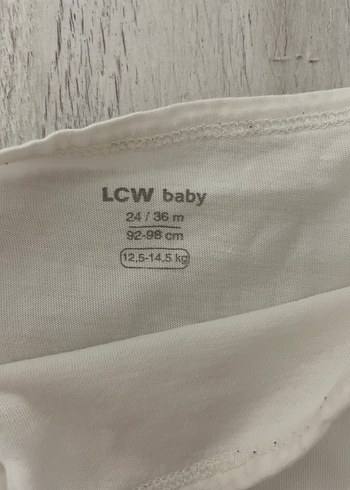 LCW baby
24 / 36 m
92-98 cm
12,5-14,5 kg